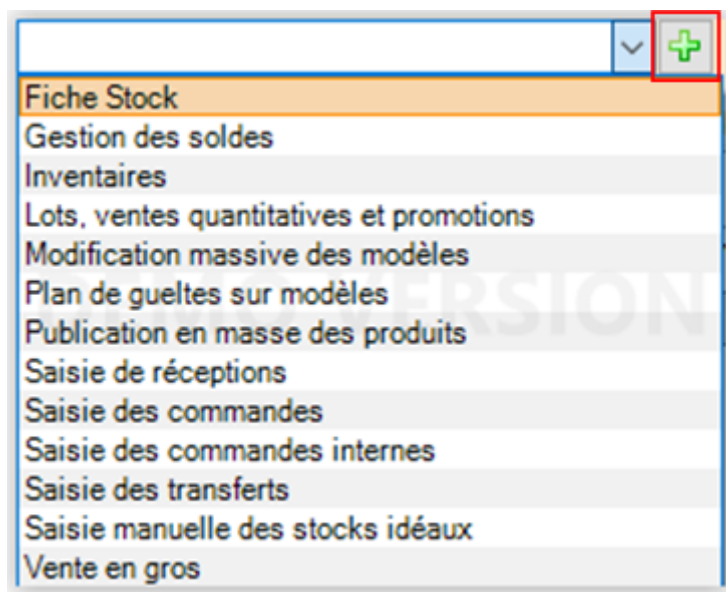 Fiche Stock
Gestion des soldes
Inventaires
Lots, ventes quantitatives et promotions
Modification massive des modèles
Plan de gueltes sur modèles
Publication en masse des produits
Saisie de réceptions
Saisie des commandes
Saisie des commandes internes
Saisie des transferts
Saisie manuelle des stocks idéaux
Vente en gros
DEMO VERSION